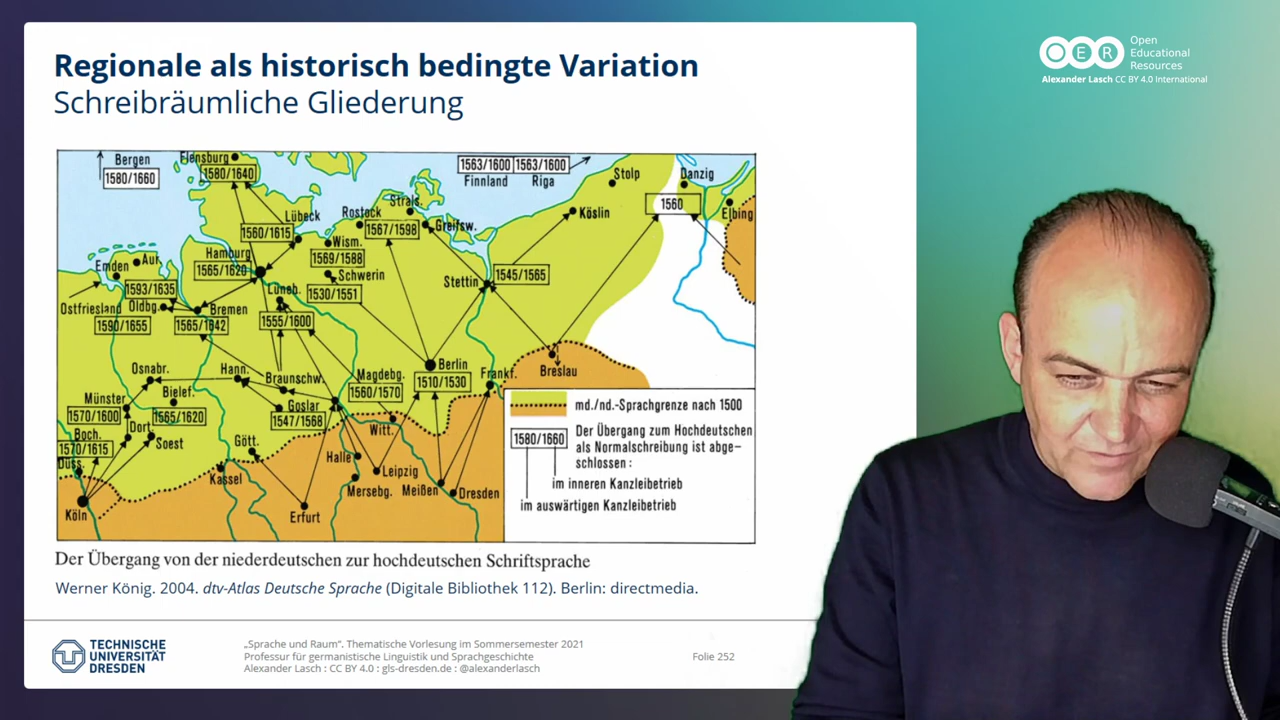 Regionale als historisch bedingte Variation
Schreibräumliche Gliederung
OER
Open
Educational
Resources
Alexander Lasch CC BY 4.0 International
Bergen
1580/1660
Flensburg
1580/1640
1563/1600
1563/1600
Finnland
Riga
Stolp
Danzig
1560
Elbing
Köslin
Lübeck
1560/1615
Rostock
Strals.
1567/1598
Greifsw.
Wism.
1569/1588
Hamburg
1565/1620
Schwerin
1530/1551
Stettin
1545/1565
Emden
Aur.
1593/1635
Ostfriesland
1590/1655
Oldbg.
Bremen
1565/1642
Lüneb.
1555/1600
Berlin
1510/1530
Frankf.
Breslau
Osnabr.
Hann.
Braunschw.
Magdebg.
1560/1570
Münster
1570/1600
Bielef.
1565/1620
Goslar
1547/1568
Boch.
1570/1615
Dort.
Soest
Gött.
Witt.
Düss.
Kassel
Halle
Leipzig
Mersebg.
Meißen
Dresden
Köln
Erfurt
md./nd.-Sprachgrenze nach 1500
1580/1660
Der Übergang zum Hochdeutschen
als Normalschreibung ist abge-
schlossen:
im inneren Kanzleibetrieb
im auswärtigen Kanzleibetrieb
Der Übergang von der niederdeutschen zur hochdeutschen Schriftsprache
Werner König. 2004. dtv-Atlas Deutsche Sprache (Digitale Bibliothek 112). Berlin: directmedia.
TECHNISCHE
UNIVERSITÄT
DRESDEN
„Sprache und Raum“. Thematische Vorlesung im Sommersemester 2021
Professur für germanistische Linguistik und Sprachgeschichte
Alexander Lasch : CC BY 4.0 : gls-dresden.de : @alexanderlasch
Folie 252